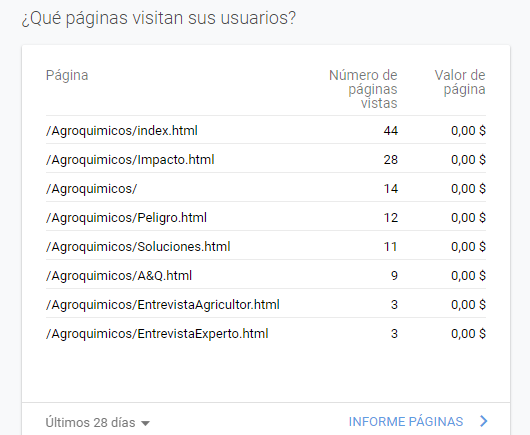 ¿Qué páginas visitan sus usuarios?
Página Número de páginas vistas Valor de página
/Agroquimicos/index.html 44 0,00 $
/Agroquimicos/Impacto.html 28 0,00 $
/Agroquimicos/ 14 0,00 $
/Agroquimicos/Peligro.html 12 0,00 $
/Agroquimicos/Soluciones.html 11 0,00 $
/Agroquimicos/A&Q.html 9 0,00 $
/Agroquimicos/EntrevistaAgricultor.html 3 0,00 $
/Agroquimicos/EntrevistaExperto.html 3 0,00 $
Últimos 28 días INFORME PÁGINAS